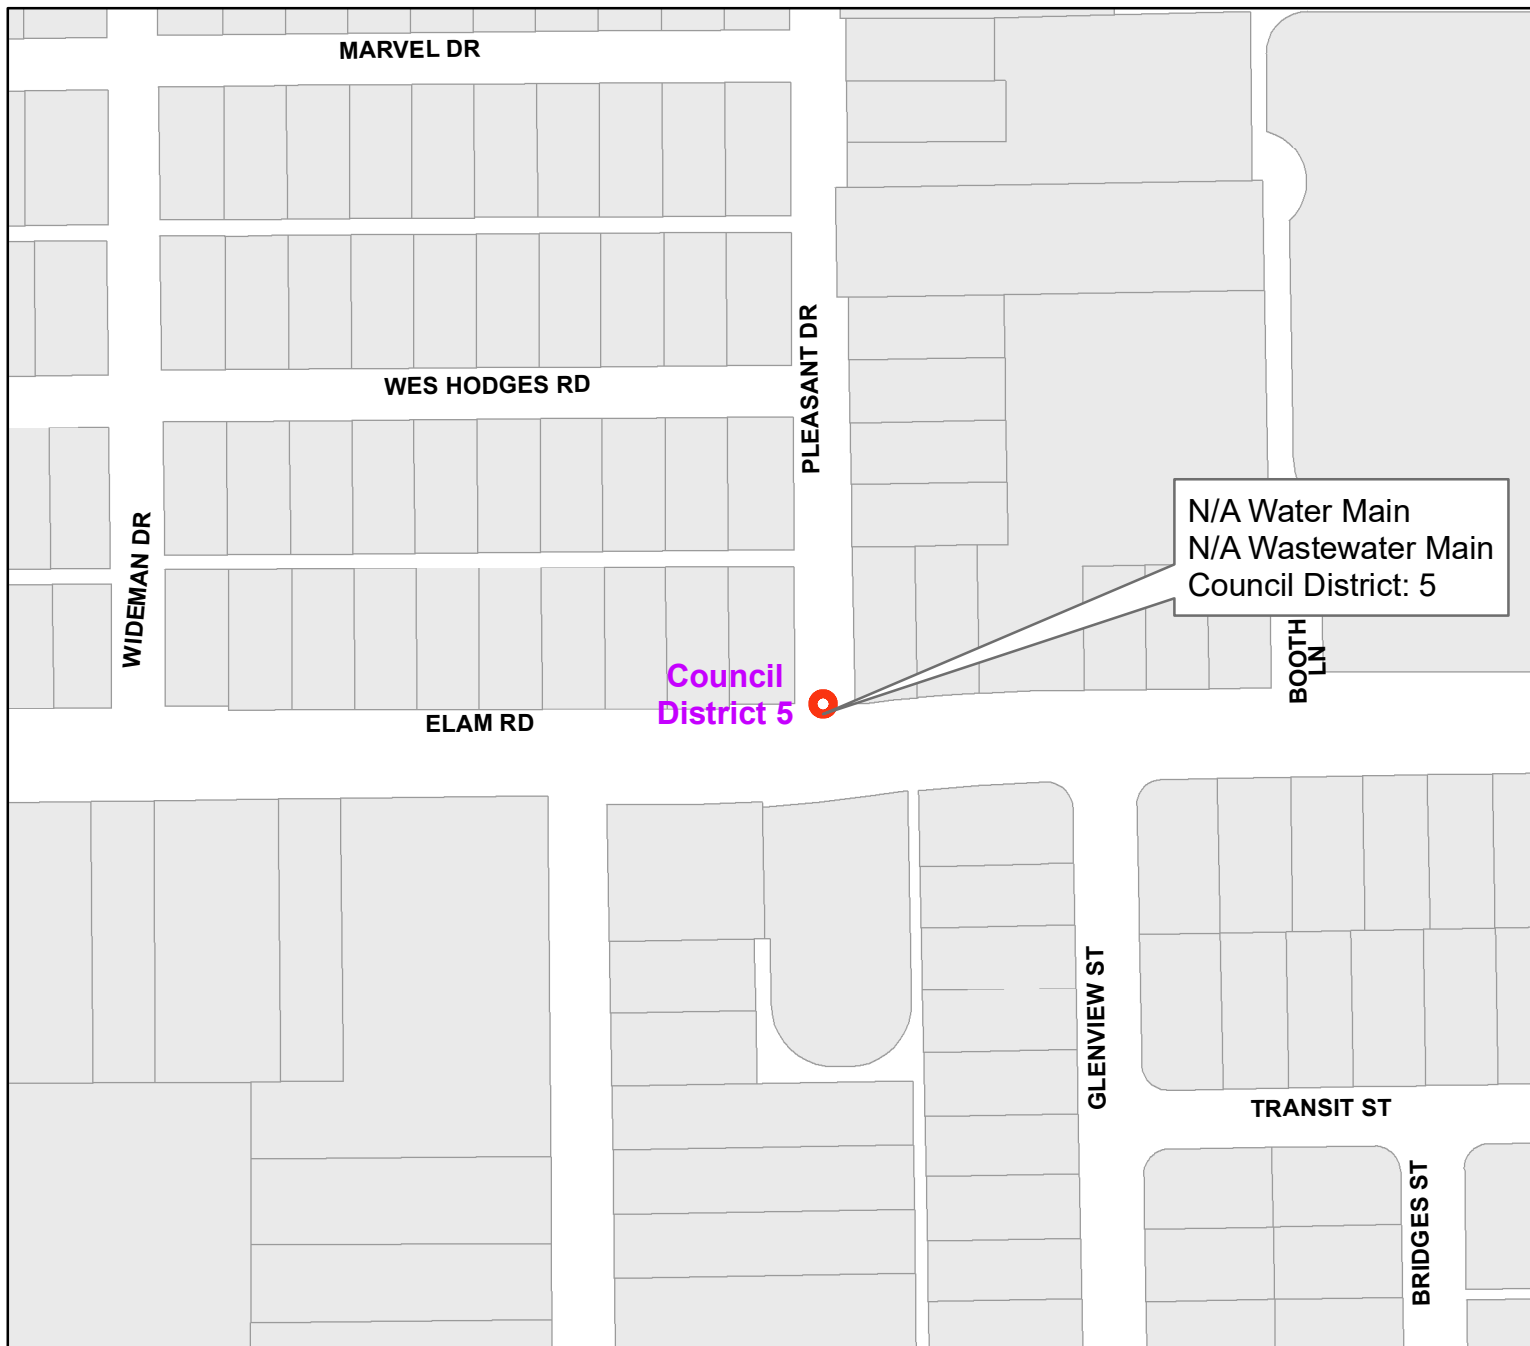 MARVEL DR
WES HODGES RD
PLEASANT DR
WIDEMAN DR
N/A Water Main
N/A Wastewater Main
Council District: 5
BOOTH
LN
Council
District 5
ELAM RD
GLENVIEW ST
TRANSIT ST
BRIDGES ST